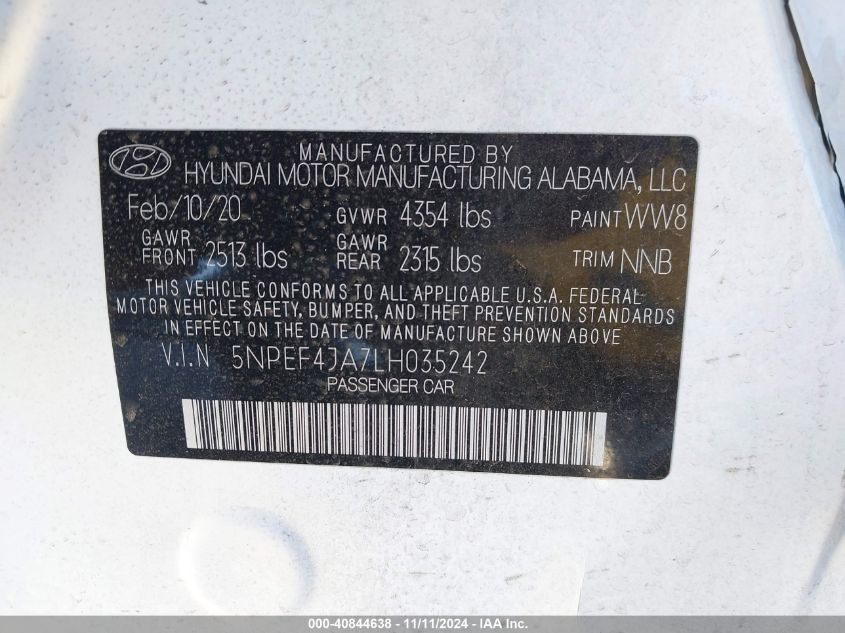 MANUFACTURED BY
HYUNDAI MOTOR MANUFACTURING ALABAMA, LLC
Feb/10/20 GVWR 4354 lbs PAINT WW8
GAWR FRONT 2513 lbs GAWR REAR 2315 lbs TRIM NNB
THIS VEHICLE CONFORMS TO ALL APPLICABLE U.S.A. FEDERAL
MOTOR VEHICLE SAFETY, BUMPER, AND THEFT PREVENTION STANDARDS
IN EFFECT ON THE DATE OF MANUFACTURE SHOWN ABOVE
V.I.N 5NPEF4JA7LH035242
PASSENGER CAR
000-40844638 - 11/11/2024 - IAA Inc.